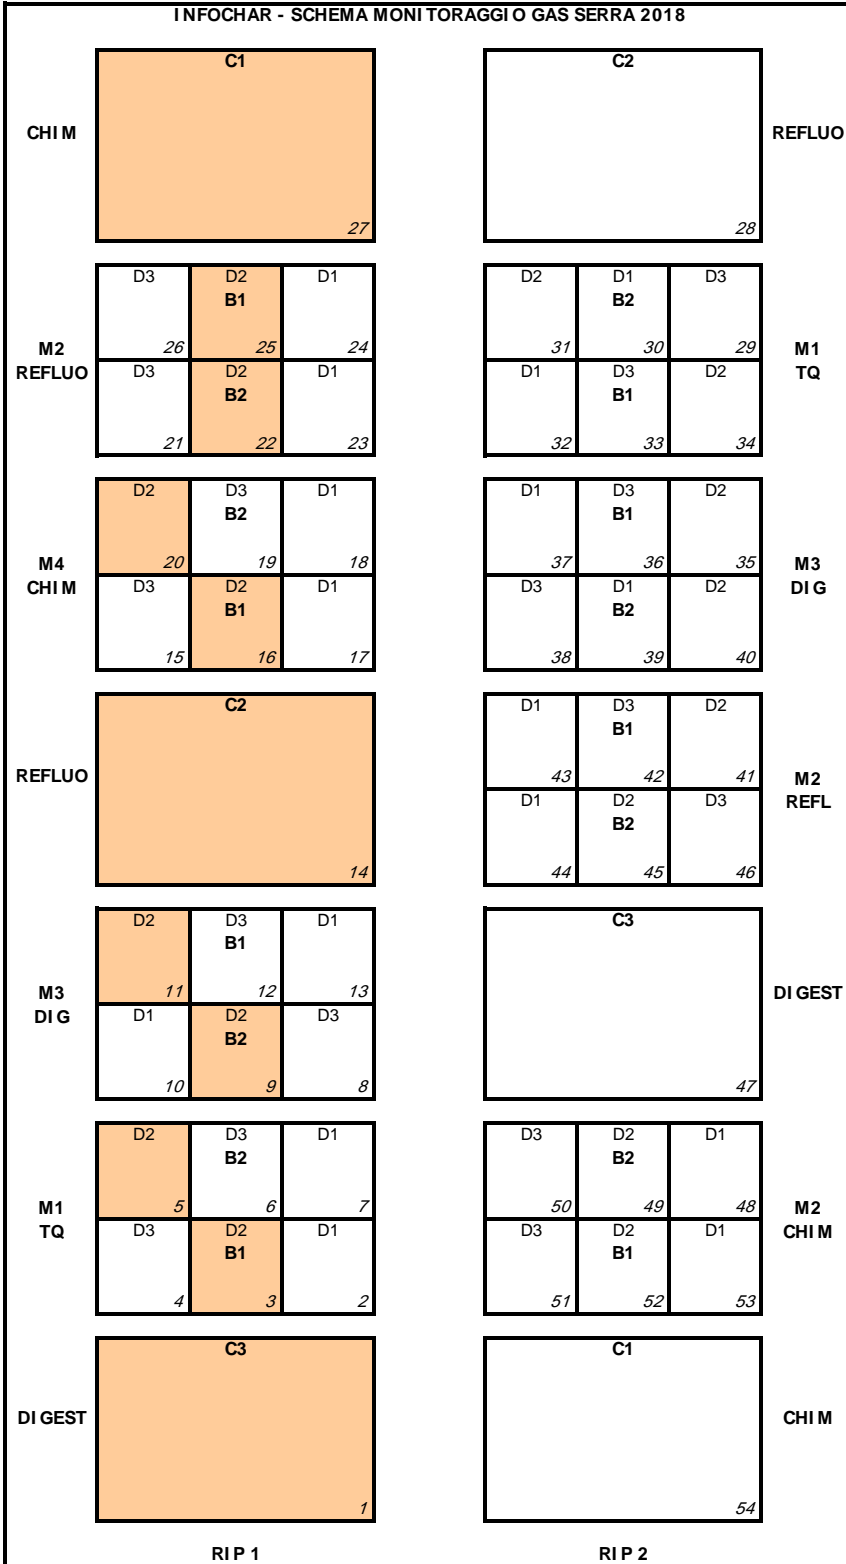 INFOCHAR - SCHEMA MONITORAGGIO GAS SERRA 2018
C1 C2
CHIM REFLUO
27 28
D3 D2 D1 D2 D1 D3
B1 B2
26 25 24 31 30 29
M2 M1
REFLUO TQ
D3 D2 D1 D1 D3 D2
B2 B1
21 22 23 32 33 34
D2 D3 D1 D1 D3 D2
B2 B1
20 19 18 37 36 35
M4 M3
CHIM DIG
D3 D2 D1 D3 D1 D2
B1 B2
15 16 17 38 39 40
C2 D1 D3 D2
B1
REFLUO 43 42 41
M2
REFL
D1 D2 D3
B2
14 44 45 46
D2 D3 D1 C3
B1
11 12 13
M3 DIGEST
DIG
D1 D2 D3
B2
10 9 8 47
D2 D3 D1 D3 D2 D1
B2 B2
5 6 7 50 49 48
M1 M2
TQ CHIM
D3 D2 D1 D3 D2 D1
B1 B1
4 3 2 51 52 53
C3 C1
DIGEST CHIM
1 54
RIP 1 RIP 2